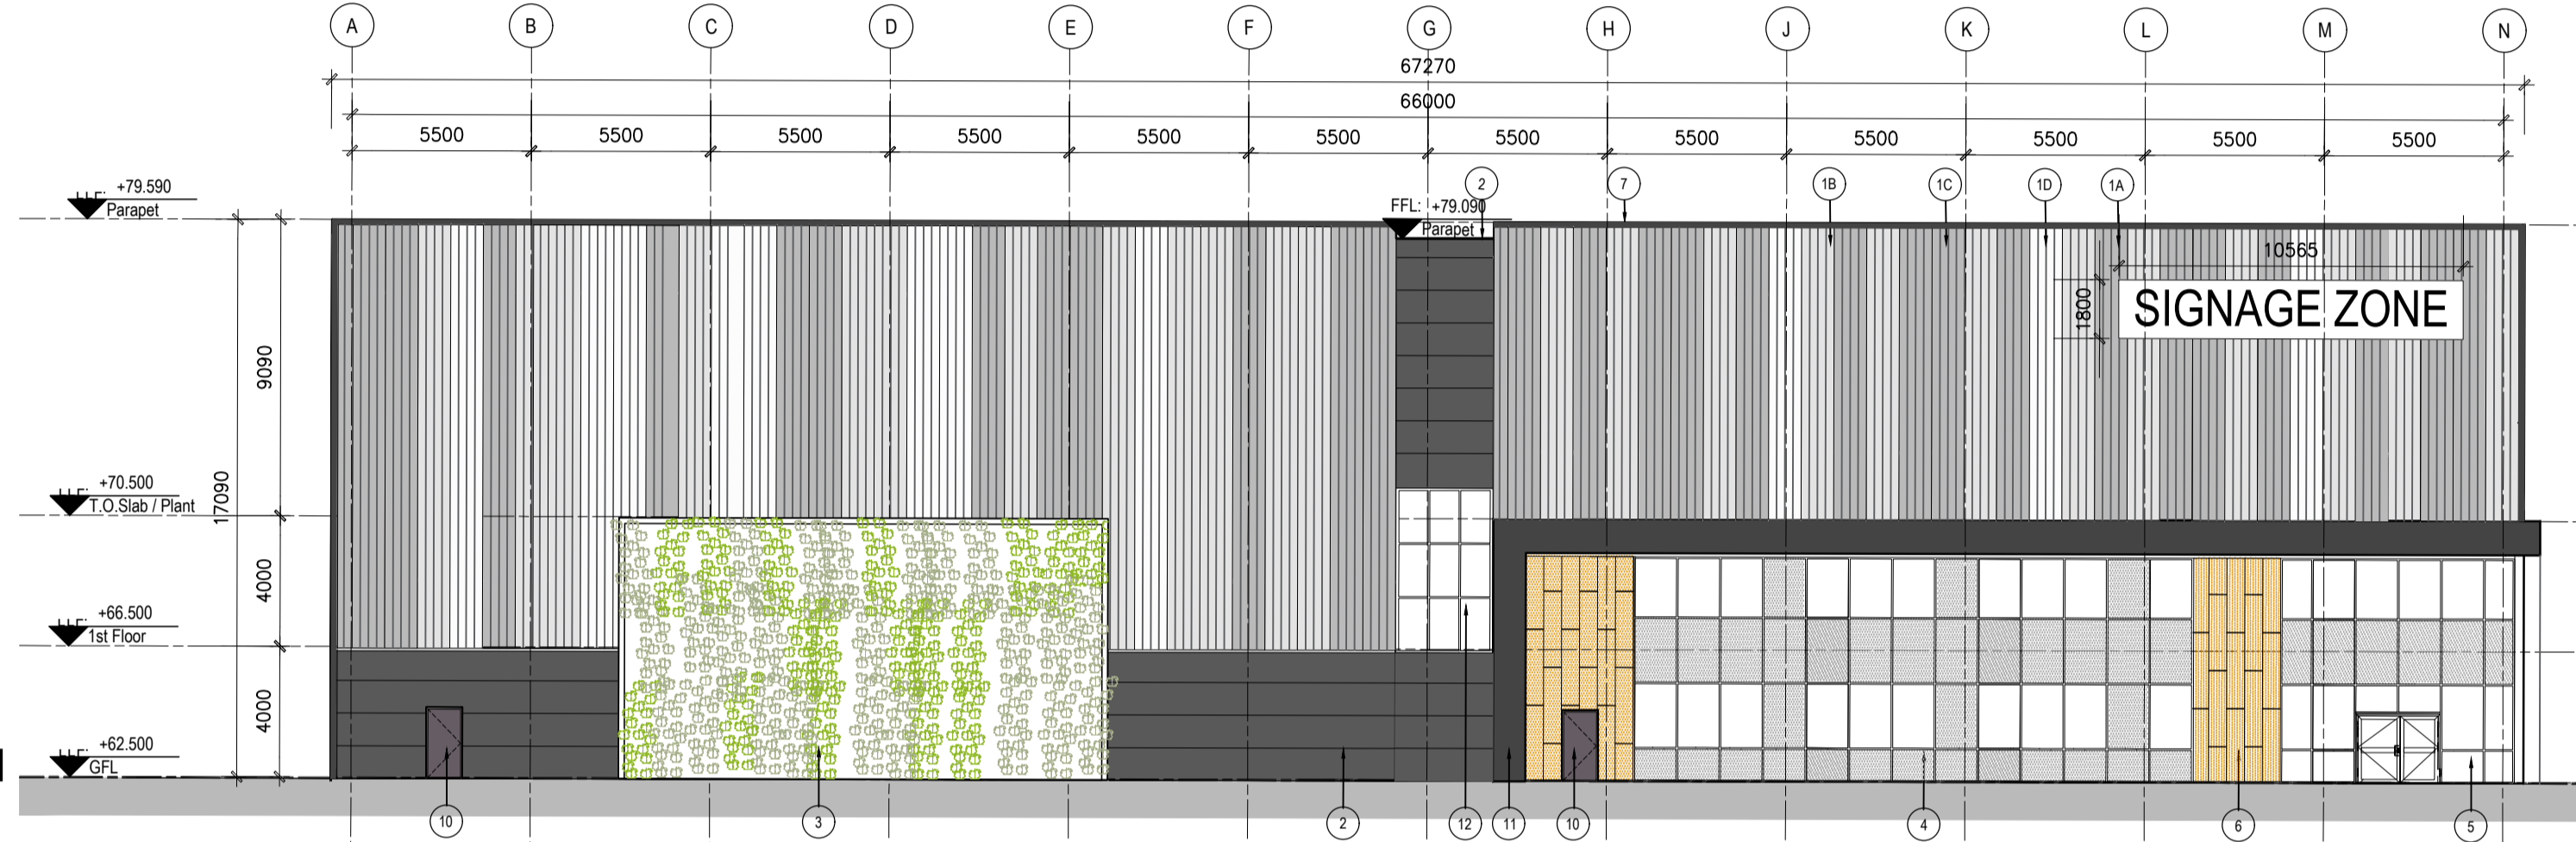 A B C D E F G H J K L M N
67270
66000
5500 5500 5500 5500 5500 5500 5500 5500 5500 5500 5500 5500
+79.590
Parapet
2 7 1B 1C 1D 1A
FFL: +79.090
Parapet
10565
1800
SIGNAGE ZONE
9090
+70.500
T.O.Slab / Plant
17090
4000
+66.500
1st Floor
4000
+62.500
GFL
10 3 2 12 11 10 4 6 5